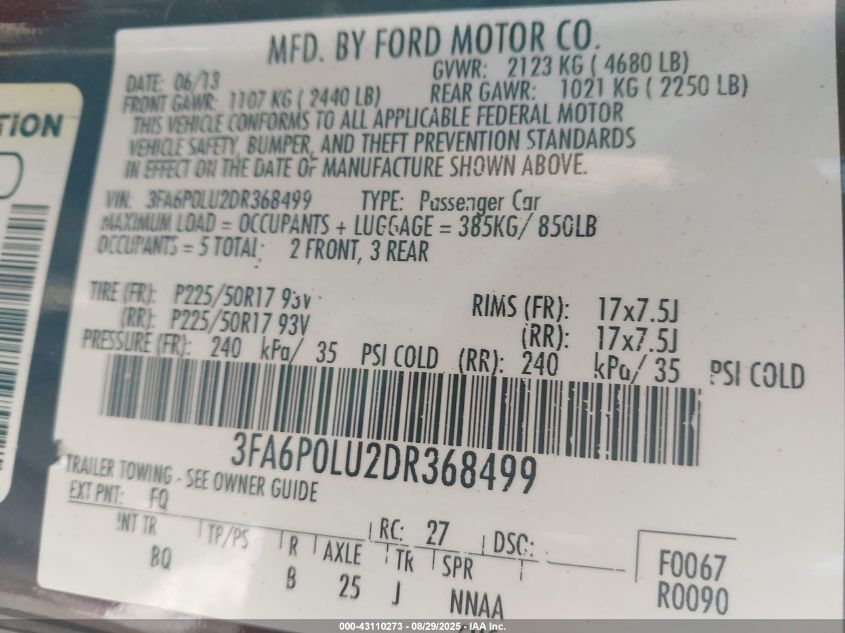 MFD. BY FORD MOTOR CO.
DATE: 06/13 GVWR: 2123 KG ( 4680 LB)
FRONT GAWR: 1107 KG ( 2440 LB) REAR GAWR: 1021 KG ( 2250 LB)
THIS VEHICLE CONFORMS TO ALL APPLICABLE FEDERAL MOTOR
VEHICLE SAFETY, BUMPER, AND THEFT PREVENTION STANDARDS
IN EFFECT ON THE DATE OF MANUFACTURE SHOWN ABOVE.
VIN: 3FA6P0LU2DR368499 TYPE: Passenger Car
MAXIMUM LOAD = OCCUPANTS + LUGGAGE = 385KG/ 850LB
OCCUPANTS = 5 TOTAL: 2 FRONT, 3 REAR
TIRE (FR): P225/50R17 93V RIMS (FR): 17x7.5J
(RR): P225/50R17 93V (RR): 17x7.5J
PRESSURE (FR): 240 kPa/ 35 PSI COLD (RR): 240 kPa/ 35 PSI COLD
3FA6P0LU2DR368499
TRAILER TOWING - SEE OWNER GUIDE
EXT PNT: FQ RC: 27 DSO:
INT TR TP/PS R AXLE TR SPR
BQ B 25 J NNAA
F0067
R0090
TION
000-43110273 - 08/29/2025 - IAA Inc.